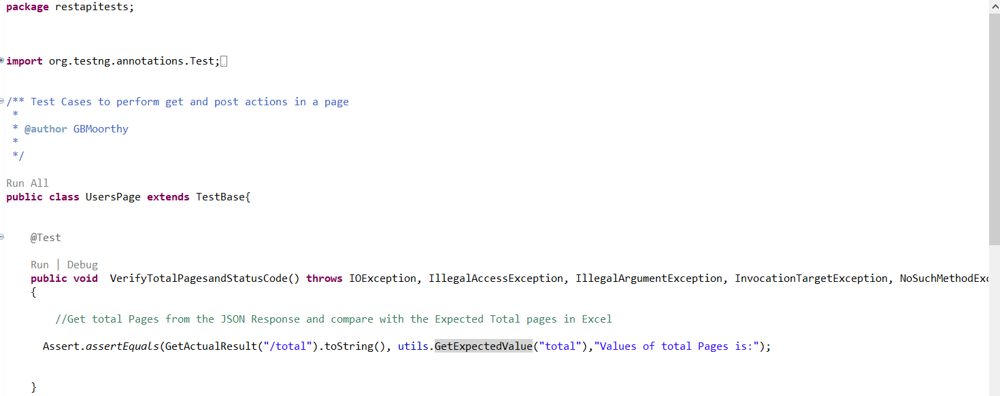 package restapitests;
import org.testng.annotations.Test;
/** Test Cases to perform get and post actions in a page
*
* @author GBMoorthy
*
*/
Run All
public class UsersPage extends TestBase{
@Test
Run | Debug
public void  VerifyTotalPagesandStatusCode() throws IOException, IllegalAccessException, IllegalArgumentException, InvocationTargetException, NoSuchMethodExc
{
//Get total Pages from the JSON Response and compare with the Expected Total pages in Excel
Assert.assertEquals(GetActualResult("/total").toString(), utils.GetExpectedValue("total"),"Values of total Pages is:");
}